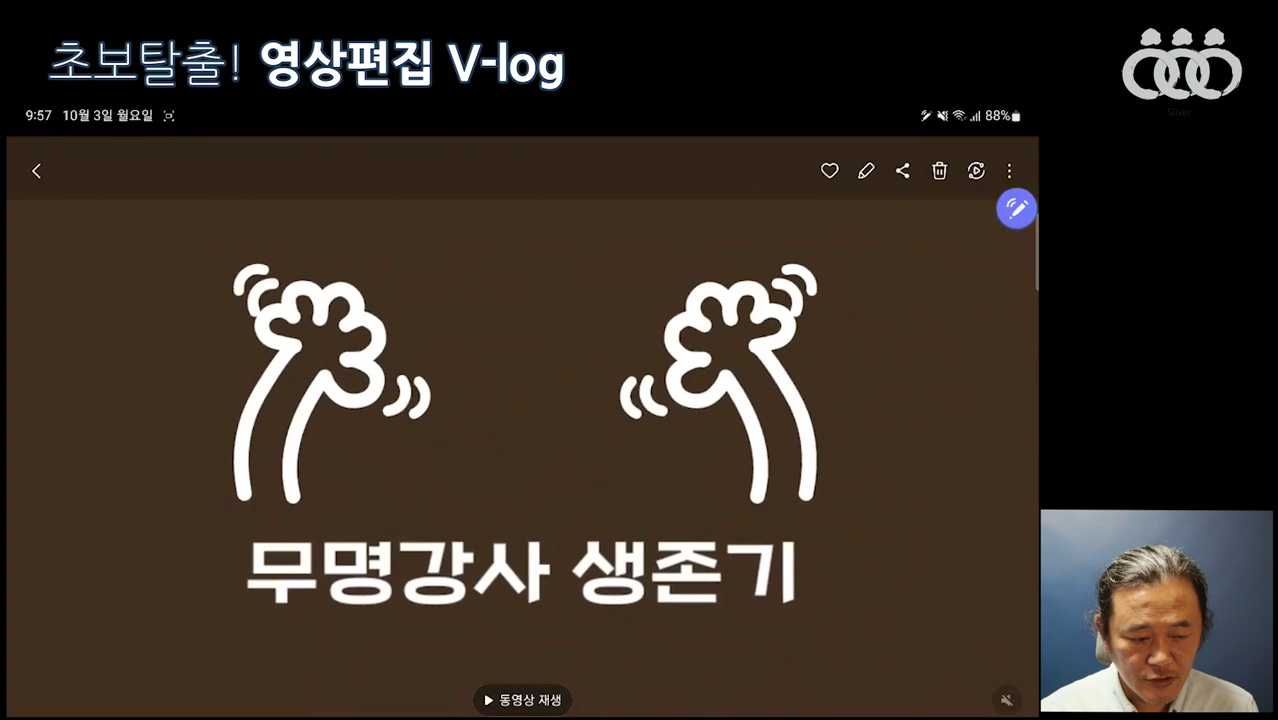 초보탈출! 영상편집 V-log
Silver
9:57 10월 3일 월요일
88%
무명강사 생존기
동영상 재생